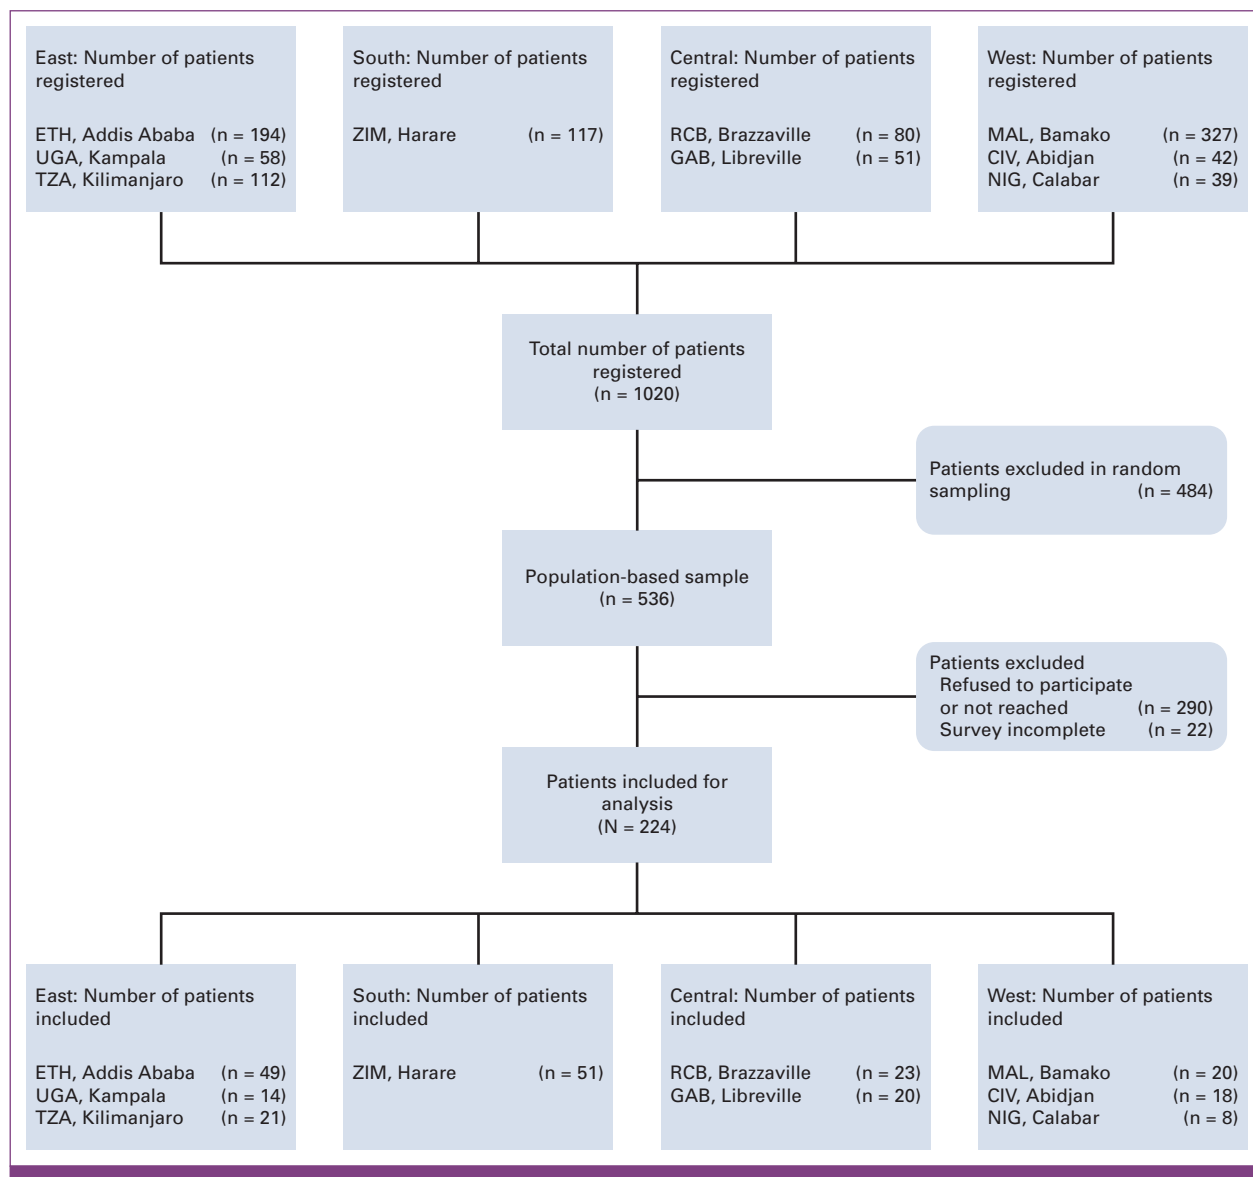 East: Number of patients
registered
ETH, Addis Ababa (n = 194)
UGA, Kampala (n = 58)
TZA, Kilimanjaro (n = 112)
South: Number of patients
registered
ZIM, Harare (n = 117)
Central: Number of patients
registered
RCB, Brazzaville (n = 80)
GAB, Libreville (n = 51)
West: Number of patients
registered
MAL, Bamako (n = 327)
CIV, Abidjan (n = 42)
NIG, Calabar (n = 39)
Total number of patients
registered
(n = 1020)
Patients excluded in random
sampling (n = 484)
Population-based sample
(n = 536)
Patients excluded
Refused to participate
or not reached (n = 290)
Survey incomplete (n = 22)
Patients included for
analysis
(N = 224)
East: Number of patients
included
ETH, Addis Ababa (n = 49)
UGA, Kampala (n = 14)
TZA, Kilimanjaro (n = 21)
South: Number of patients
included
ZIM, Harare (n = 51)
Central: Number of patients
included
RCB, Brazzaville (n = 23)
GAB, Libreville (n = 20)
West: Number of patients
included
MAL, Bamako (n = 20)
CIV, Abidjan (n = 18)
NIG, Calabar (n = 8)